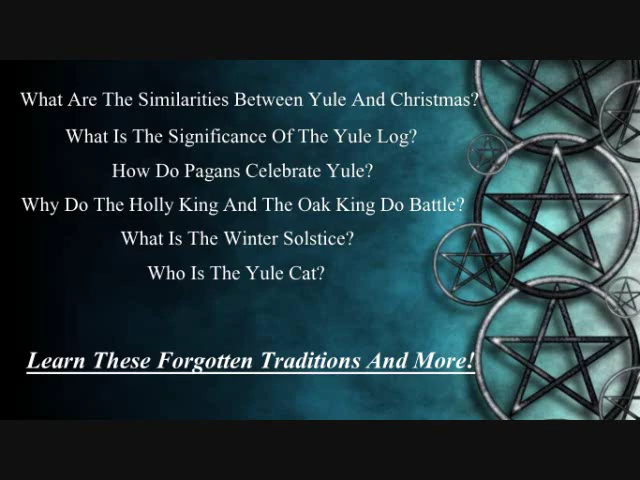 What Are The Similarities Between Yule And Christmas?
What Is The Significance Of The Yule Log?
How Do Pagans Celebrate Yule?
Why Do The Holly King And The Oak King Do Battle?
What Is The Winter Solstice?
Who Is The Yule Cat?
Learn These Forgotten Traditions And More!